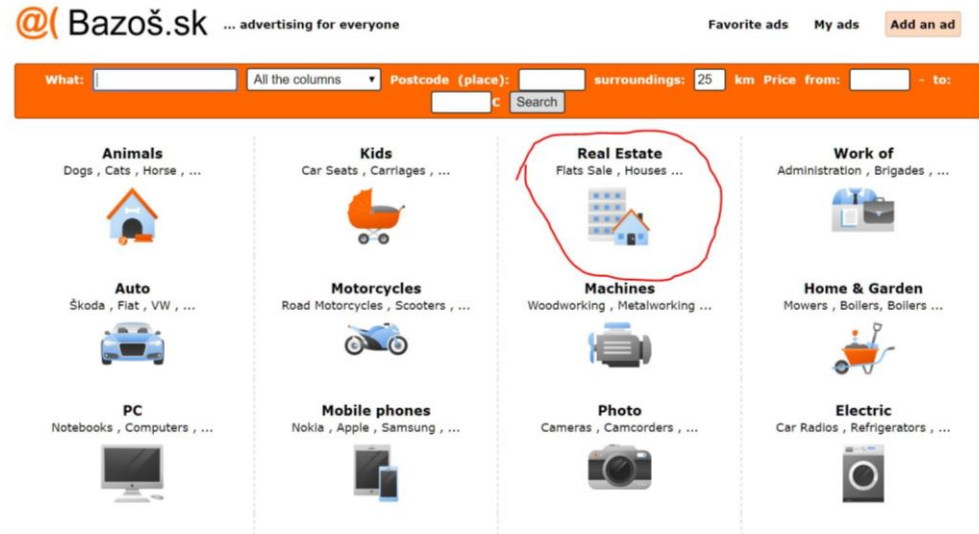 @( Bazoš.sk ... advertising for everyone
Favorite ads My ads Add an ad
What: All the columns Postcode (place): surroundings: 25 km Price from: - to:
C Search
Animals
Dogs , Cats , Horse , ...
Kids
Car Seats , Carriages , ...
Real Estate
Flats Sale , Houses ...
Work of
Administration , Brigades , ...
Auto
Škoda , Fiat , VW , ...
Motorcycles
Road Motorcycles , Scooters , ...
Machines
Woodworking , Metalworking ...
Home & Garden
Mowers , Boilers, Boilers ...
PC
Notebooks , Computers , ...
Mobile phones
Nokia , Apple , Samsung , ...
Photo
Cameras , Camcorders , ...
Electric
Car Radios , Refrigerators , ...